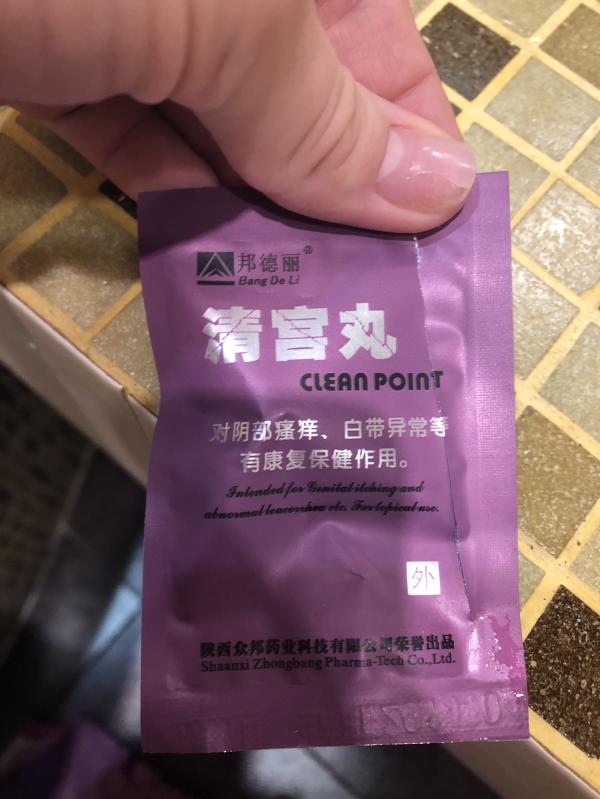 邦德丽®
Bang De Li
清宫丸
CLEAN POINT
对阴部瘙痒、白带异常等
有康复保健作用。
Intended for Genital itching and
abnormal leucorrhea etc. For topical use.
外
陕西众邦药业科技有限公司荣誉出品
Shaanxi Zhongbang Pharma-Tech Co.,Ltd.